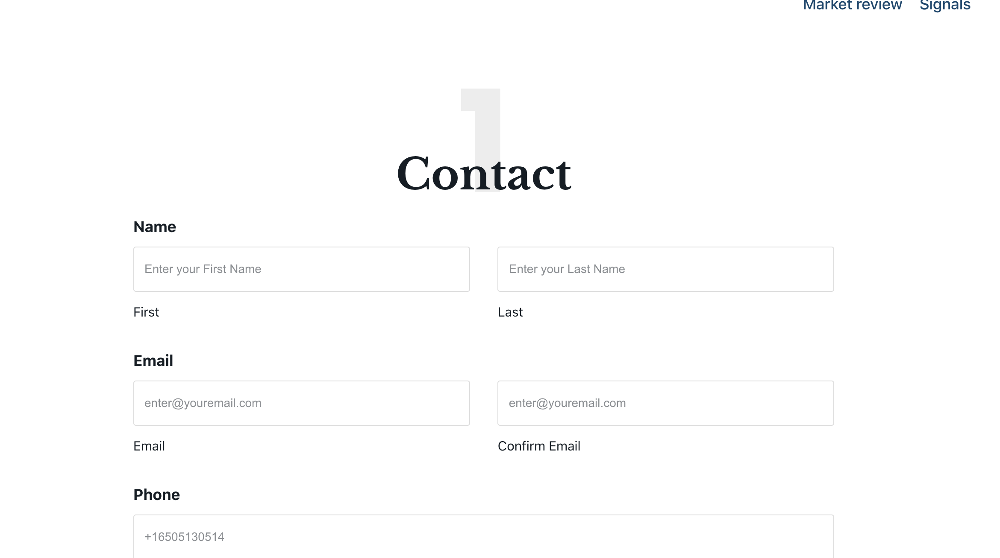 Market review Signals
1
Contact
Name
Enter your First Name Enter your Last Name
First Last
Email
enter@youremail.com enter@youremail.com
Email Confirm Email
Phone
+16505130514